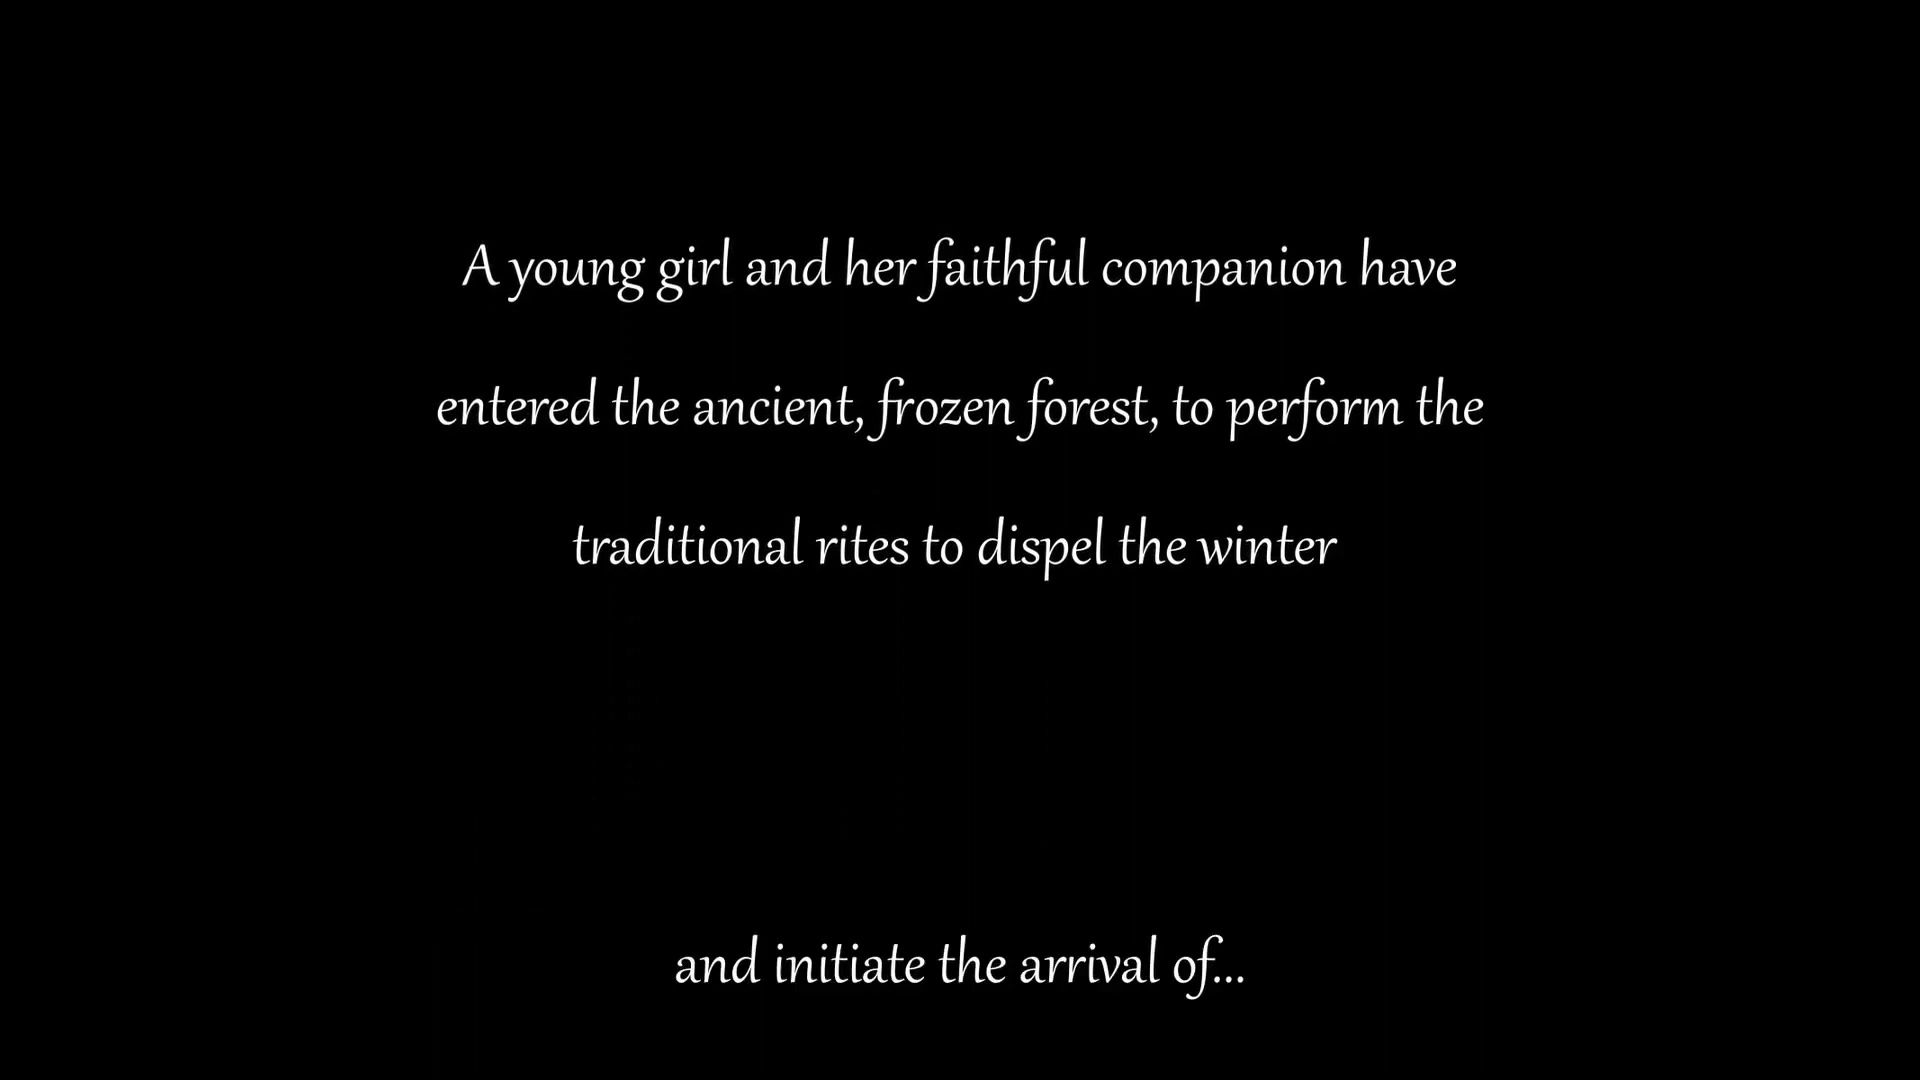 A young girl and her faithful companion have
entered the ancient, frozen forest, to perform the
traditional rites to dispel the winter
and initiate the arrival of...